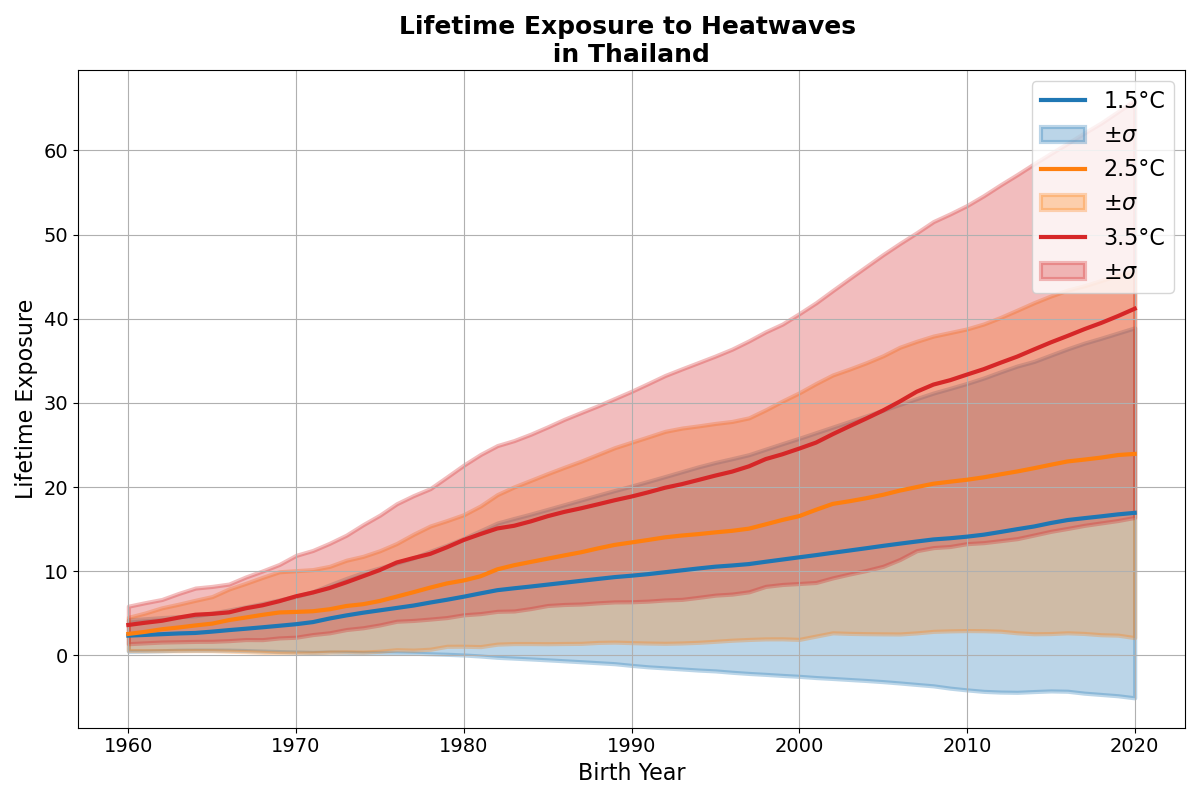 Lifetime Exposure to Heatwaves
in Thailand
1.5°C
±σ
2.5°C
±σ
3.5°C
±σ
Lifetime Exposure
60
50
40
30
20
10
0
1960 1970 1980 1990 2000 2010 2020
Birth Year